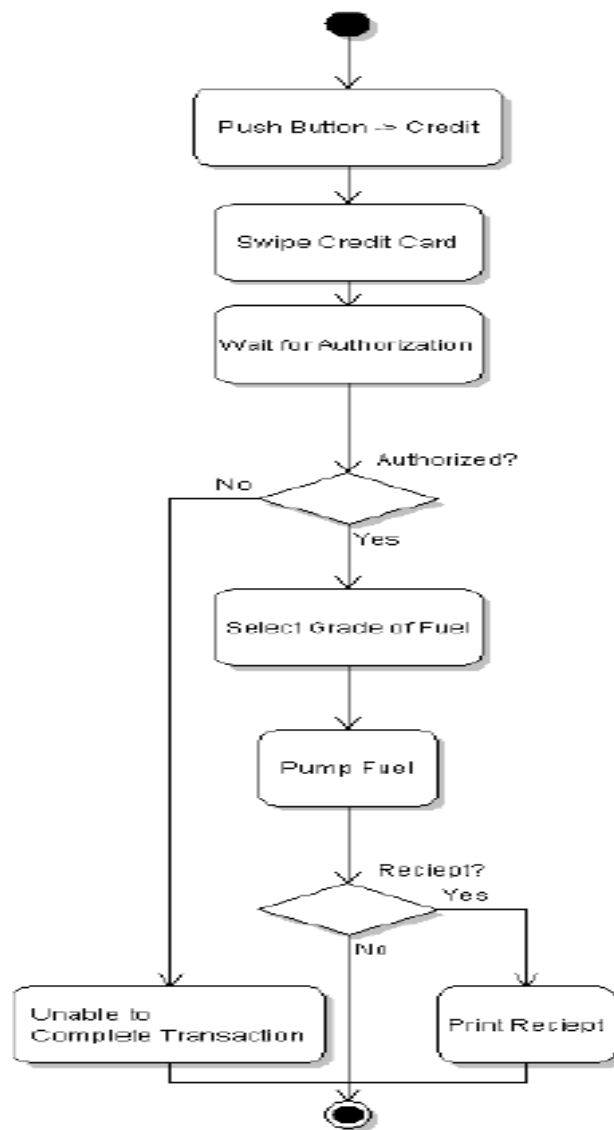 Push Button -> Credit
Swipe Credit Card
Wait for Authorization
Authorized?
No
Yes
Select Grade of Fuel
Pump Fuel
Reciept?
Yes
No
Unable to
Complete Transaction
Print Reciept